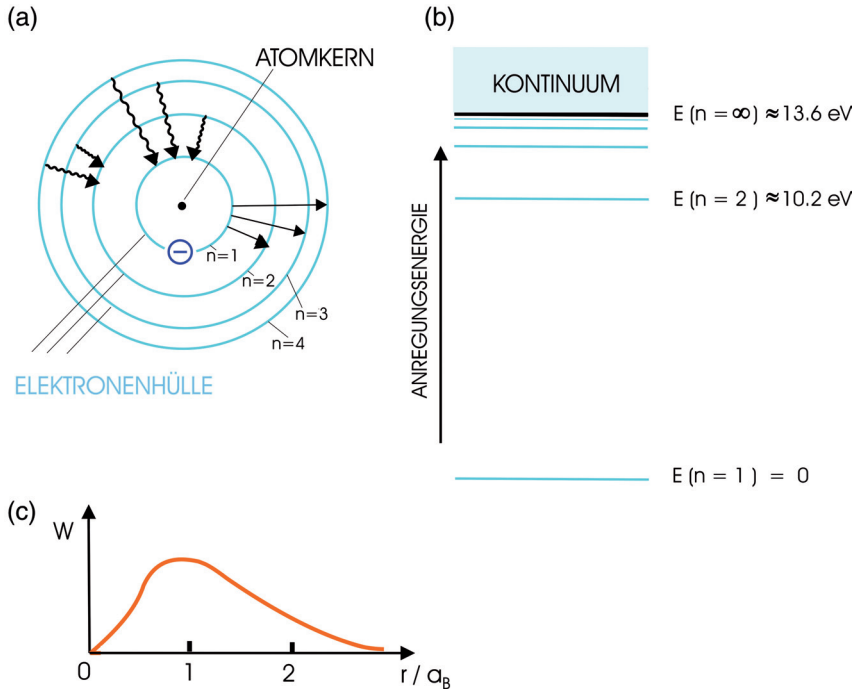 (a)
ATOMKERN
n=1
n=2
n=3
n=4
ELEKTRONENHÜLLE
(b)
KONTINUUM
E (n = ∞) ≈ 13.6 eV
E (n = 2) ≈ 10.2 eV
ANREGUNGSENERGIE
E (n = 1) = 0
(c)
W
0 1 2 r / a_B